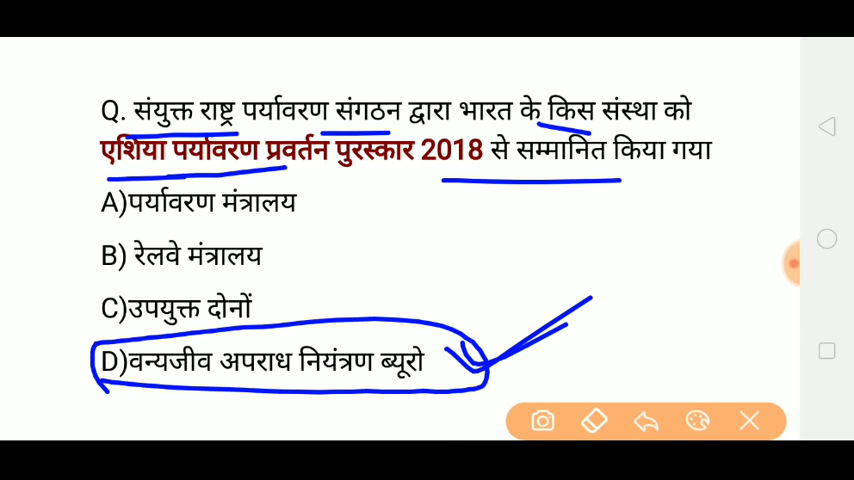 Q. संयुक्त राष्ट्र पर्यावरण संगठन द्वारा भारत के किस संस्था को
एशिया पर्यावरण प्रवर्तन पुरस्कार 2018 से सम्मानित किया गया
A)पर्यावरण मंत्रालय
B) रेलवे मंत्रालय
C)उपयुक्त दोनों
D)वन्यजीव अपराध नियंत्रण ब्यूरो